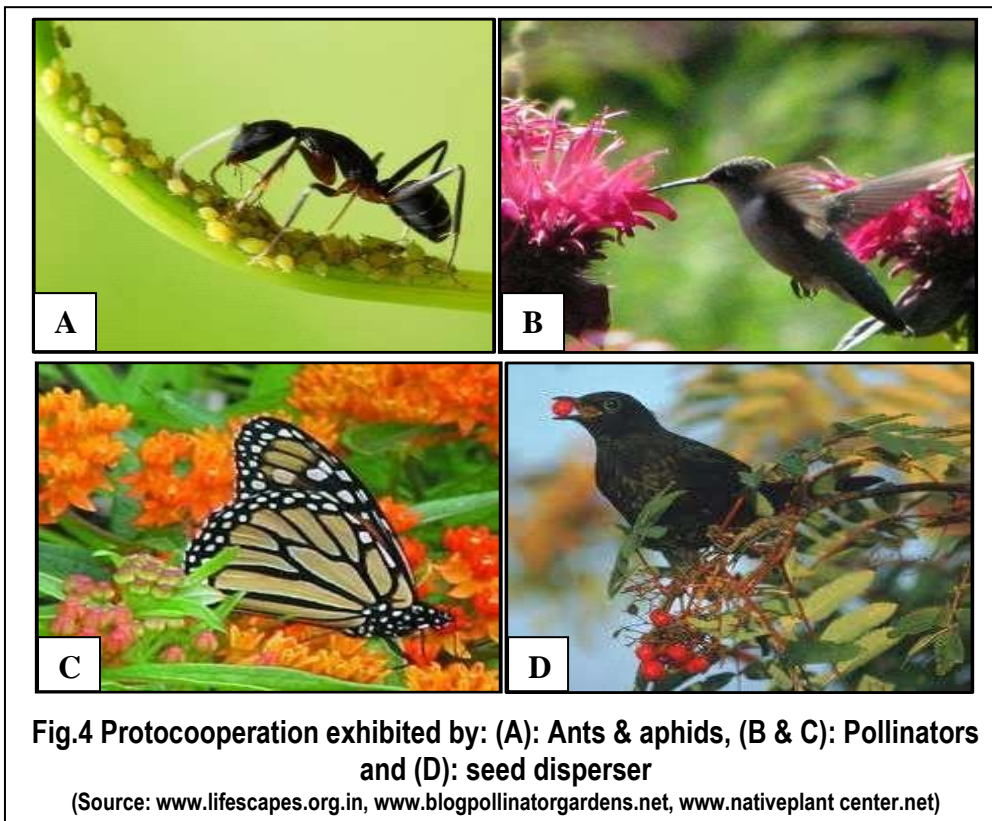 A
B
C
D
Fig.4 Protocooperation exhibited by: (A): Ants & aphids, (B & C): Pollinators
and (D): seed disperser
(Source: www.lifescapes.org.in, www.blogpollinatorgardens.net, www.nativeplant center.net)